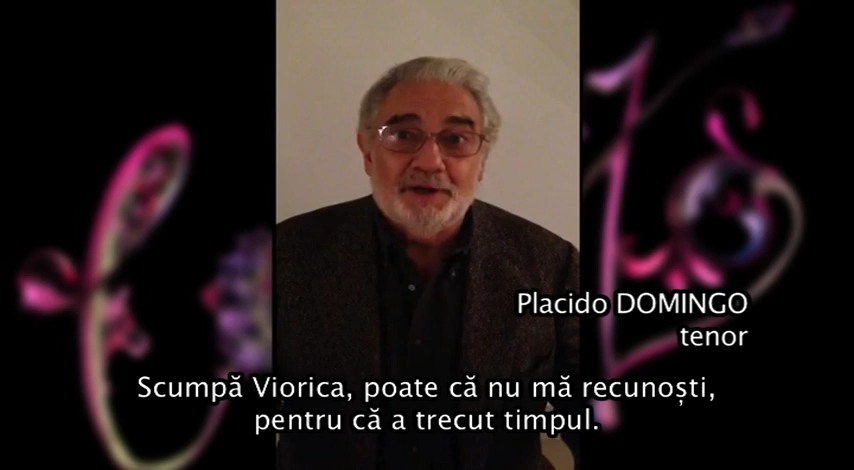 Placido DOMINGO
tenor
Scumpă Viorica, poate că nu mă recunoști,
pentru că a trecut timpul.